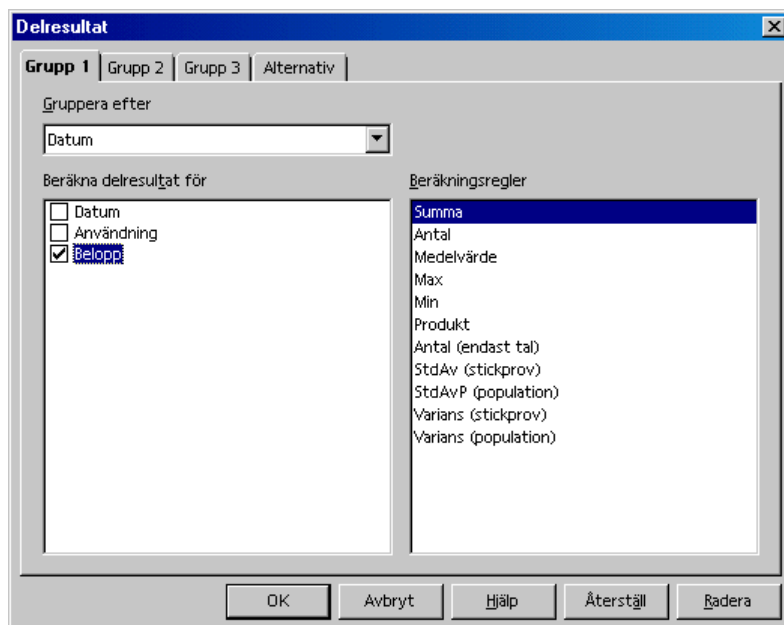 Delresultat
Grupp 1 Grupp 2 Grupp 3 Alternativ
Gruppera efter
Datum
Beräkna delresultat för
Datum
Användning
Belopp
Beräkningsregler
Summa
Antal
Medelvärde
Max
Min
Produkt
Antal (endast tal)
StdAv (stickprov)
StdAvP (population)
Varians (stickprov)
Varians (population)
OK Avbryt Hjälp Återställ Radera